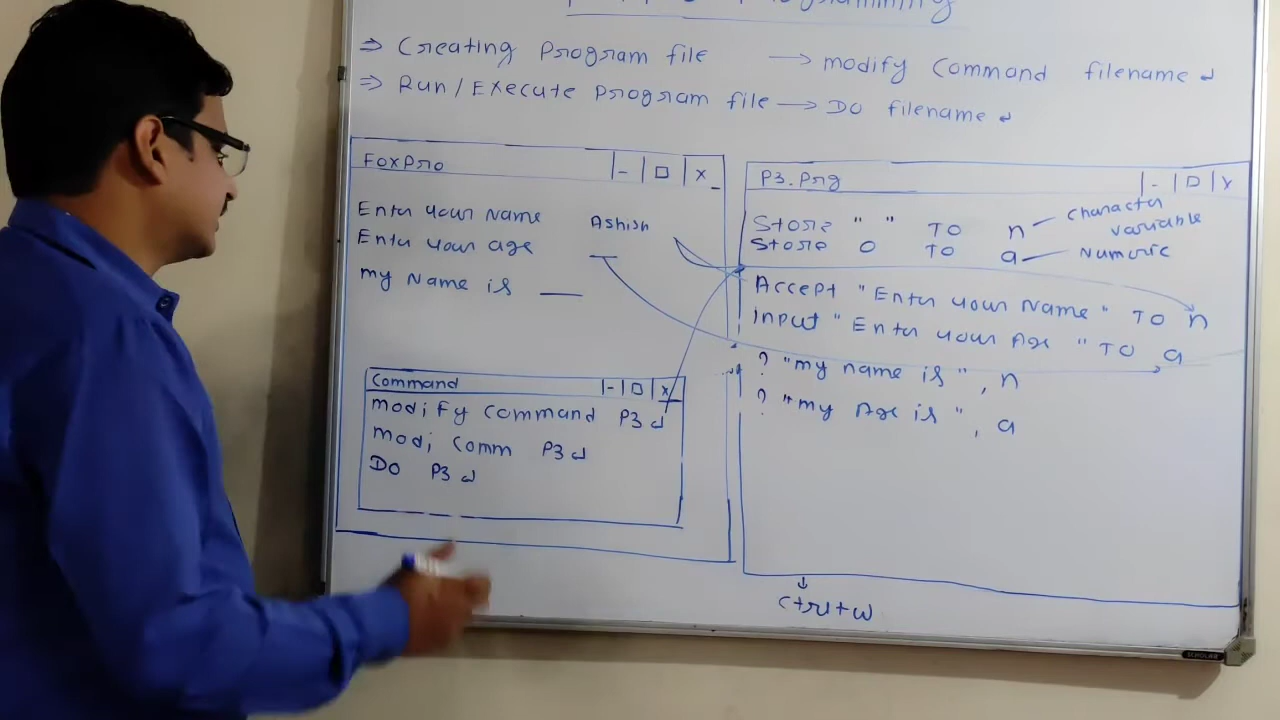 Programming
⇒ Creating Program file → modify Command filename ↵
⇒ Run/Execute Program file → Do filename ↵
FoxPro |-|□|x
Enter your Name Ashish
Enter your age
my Name is __
Command |-|□|x
modify command P3 ↵
modi comm P3 ↵
Do P3 ↵
P3.Prg |-|□|x
Store " " TO n — character variable
Store 0 TO a — Numeric
Accept "Enter your Name" TO n
input "Enter your Age " TO a
? "my name is ", n
? "my Age is ", a
↓
ctrl+w
SCHOLAR